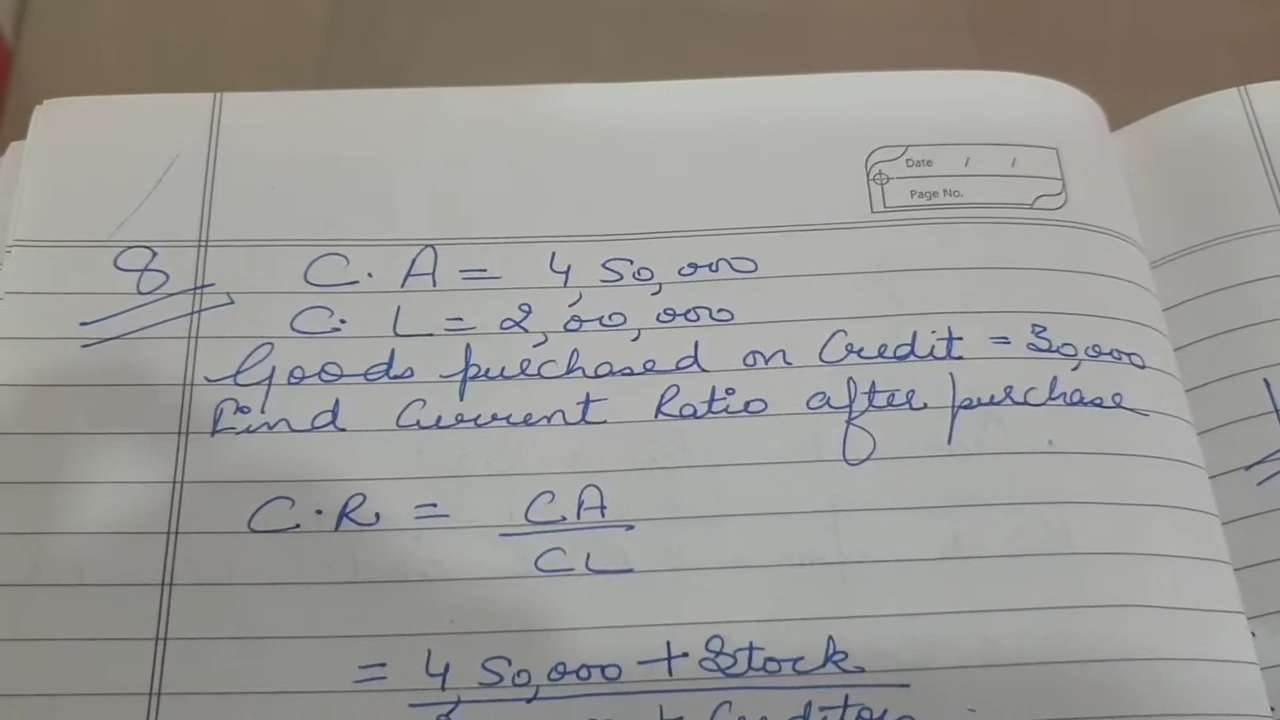 Date / /
Page No.
8
C. A = 4,50,000
C. L = 2,00,000
Goods purchased on Credit = 30,000
Find Current Ratio after purchase
C.R = CA
CL
= 4,50,000 + Stock
+ Creditors